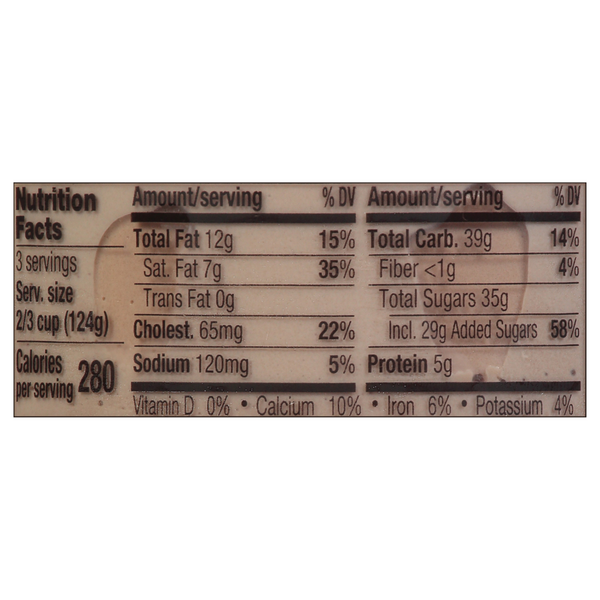 Nutrition
Facts
3 servings
Serv. size
2/3 cup (124g)
Calories
per serving 280
Amount/serving % DV
Total Fat 12g 15%
Sat. Fat 7g 35%
Trans Fat 0g
Cholest. 65mg 22%
Sodium 120mg 5%
Amount/serving % DV
Total Carb. 39g 14%
Fiber <1g 4%
Total Sugars 35g
Incl. 29g Added Sugars 58%
Protein 5g
Vitamin D 0% • Calcium 10% • Iron 6% • Potassium 4%